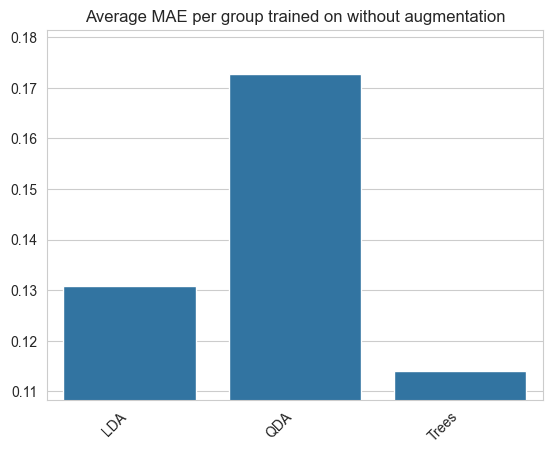 Average MAE per group trained on without augmentation
0.18
0.17
0.16
0.15
0.14
0.13
0.12
0.11
LDA
QDA
Trees